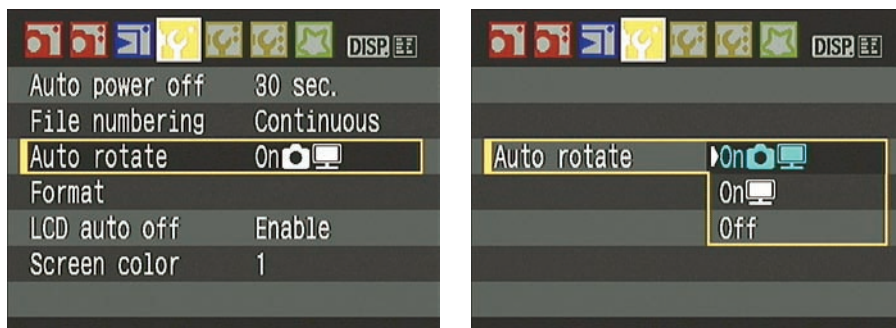 DISP.
Auto power off 30 sec.
File numbering Continuous
Auto rotate On
Format
LCD auto off Enable
Screen color 1
DISP.
Auto rotate On
On
Off